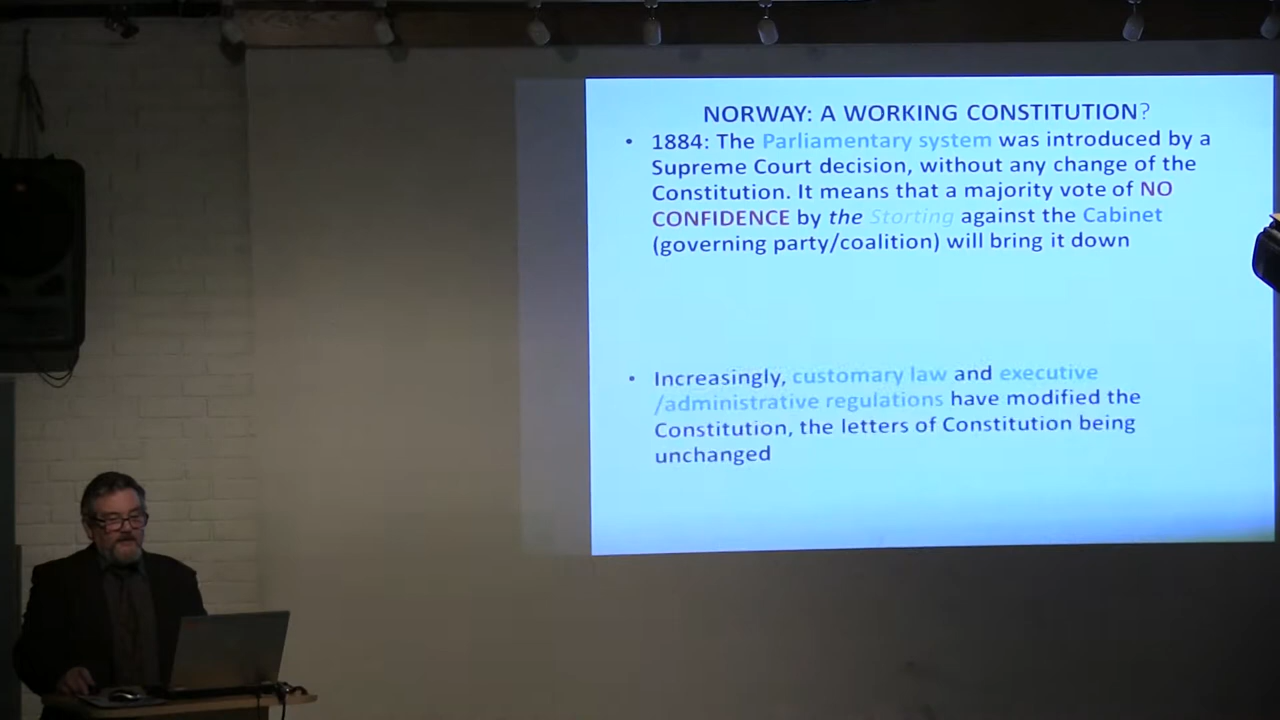 NORWAY: A WORKING CONSTITUTION?
• 1884: The Parliamentary system was introduced by a
Supreme Court decision, without any change of the
Constitution. It means that a majority vote of NO
CONFIDENCE by the Storting against the Cabinet
(governing party/coalition) will bring it down
• Increasingly, customary law and executive
/administrative regulations have modified the
Constitution, the letters of Constitution being
unchanged